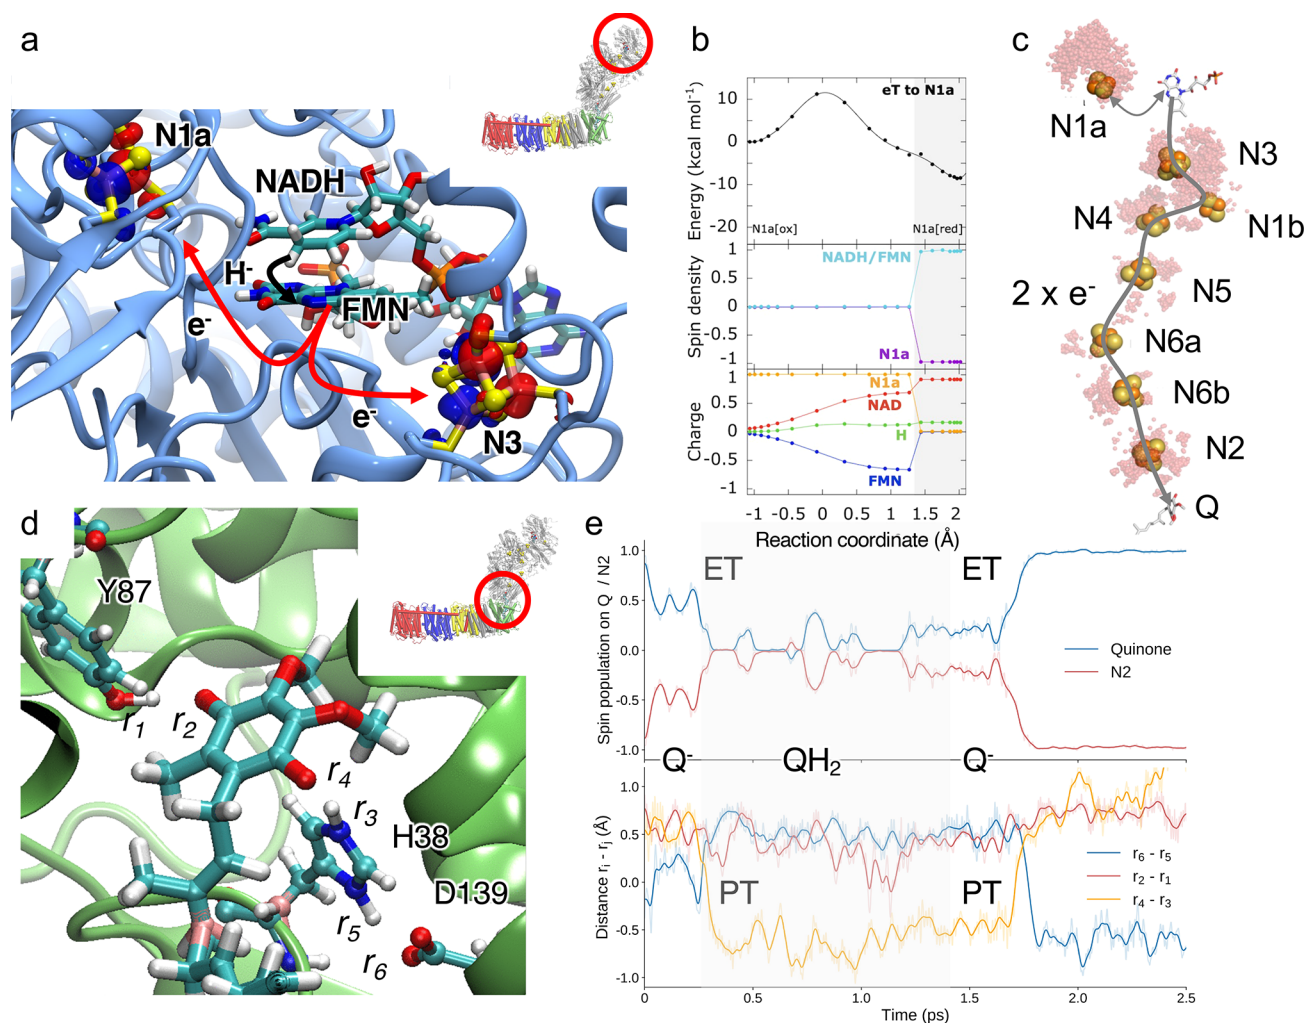 a
N1a
NADH
H-
FMN
e-
e-
N3
b
eT to N1a
Energy (kcal mol-1)
10
0
-10
-20
N1a[ox]
N1a[red]
Spin density
1
0.5
0
-0.5
-1
NADH/FMN
N1a
Charge
1
0.5
0
-0.5
-1
N1a
NAD
H
FMN
-1 -0.5 0 0.5 1 1.5 2
Reaction coordinate (Å)
c
N1a
N3
N4
N1b
N5
2 x e-
N6a
N6b
N2
Q
d
Y87
r1
r2
r4
r3
H38
D139
r5
r6
e
Spin population on Q / N2
1.0
0.5
0.0
-0.5
-1.0
ET
ET
Quinone
N2
Q-
QH2
Q-
Distance ri - rj (Å)
1.0
0.5
0.0
-0.5
-1.0
PT
PT
r6 - r5
r2 - r1
r4 - r3
0 0.5 1.0 1.5 2.0 2.5
Time (ps)